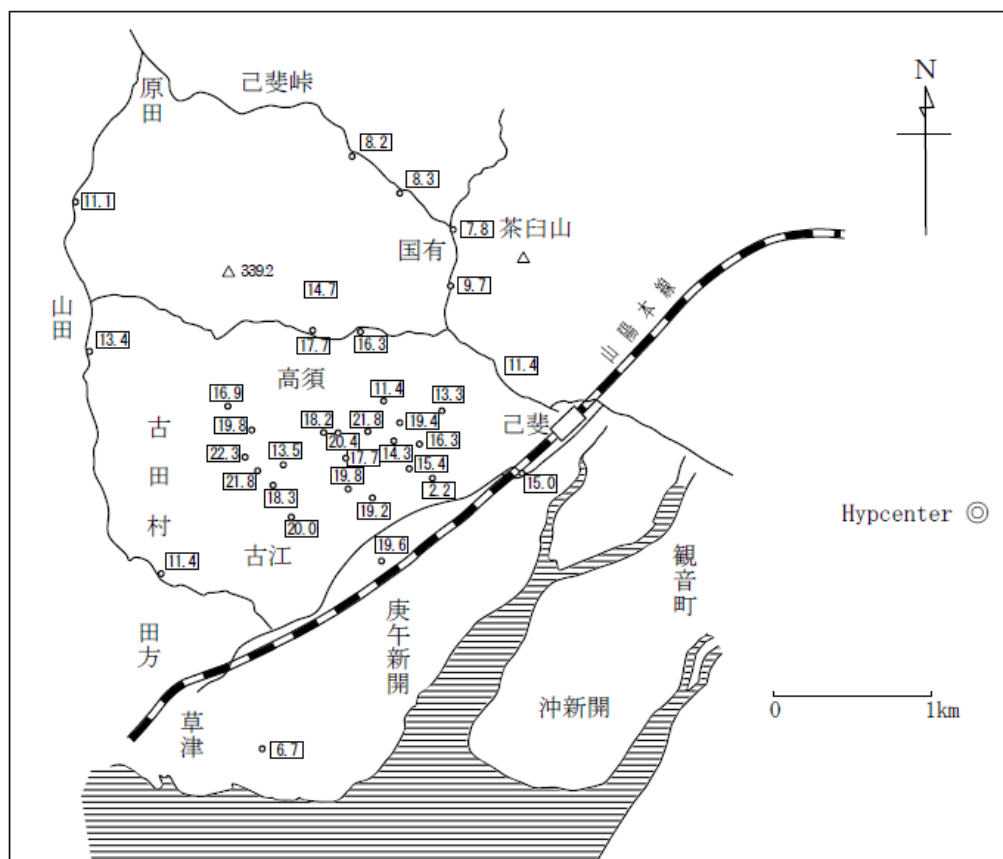 己斐峠
原田
N
8.2
8.3
11.1
7.8
茶臼山
国有
339.2
9.7
14.7
山田
13.4
17.7
16.3
山陽本線
11.4
高須
16.9
11.4
13.3
19.8
18.2
21.8
19.4
己斐
古田村
20.4
14.3
16.3
22.3
13.5
17.7
15.4
21.8
18.3
19.8
2.2
15.0
19.2
20.0
Hypcenter
古江
19.6
観音町
11.4
庚午新開
田方
沖新開
0
1km
草津
6.7